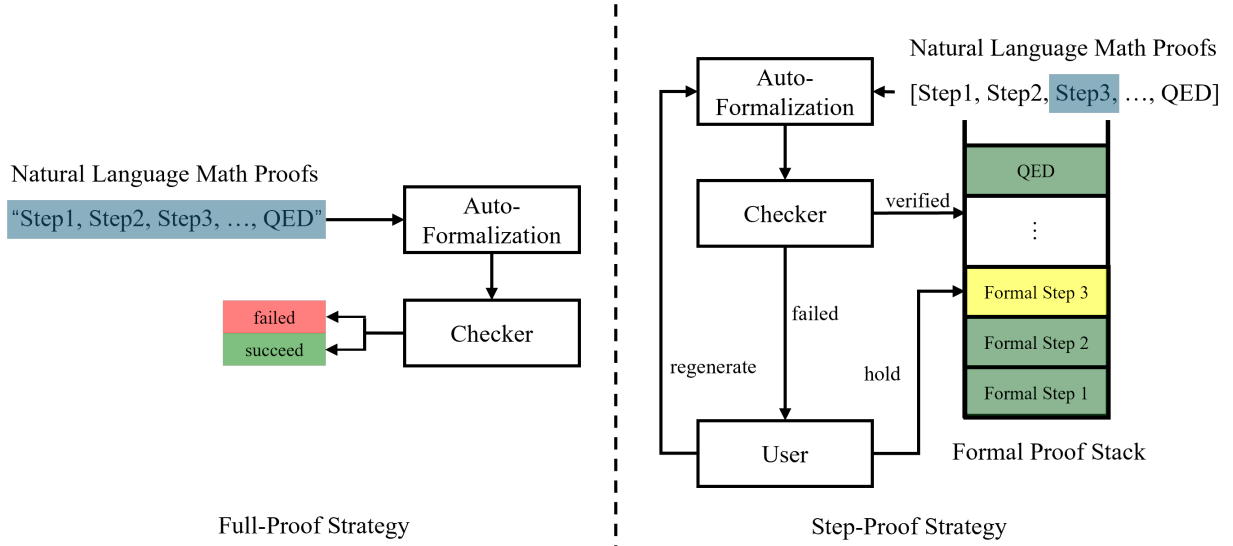 Natural Language Math Proofs
“Step1, Step2, Step3, …, QED”
Auto-
Formalization
Checker
failed
succeed
Full-Proof Strategy
Natural Language Math Proofs
[Step1, Step2, Step3, …, QED]
Auto-
Formalization
Checker
verified
failed
regenerate
hold
User
QED
⋮
Formal Step 3
Formal Step 2
Formal Step 1
Formal Proof Stack
Step-Proof Strategy